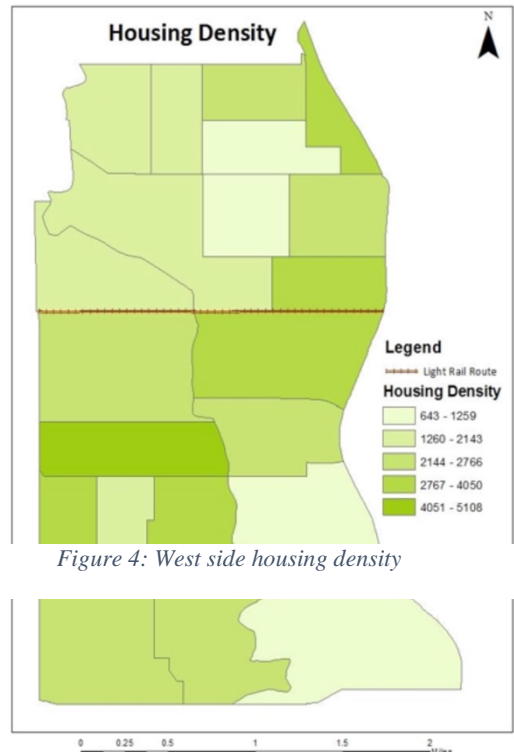 N
Housing Density
Legend
Light Rail Route
Housing Density
643 - 1259
1260 - 2143
2144 - 2766
2767 - 4050
4051 - 5108
Figure 4: West side housing density
0 0.25 0.5 1 1.5 2
Miles